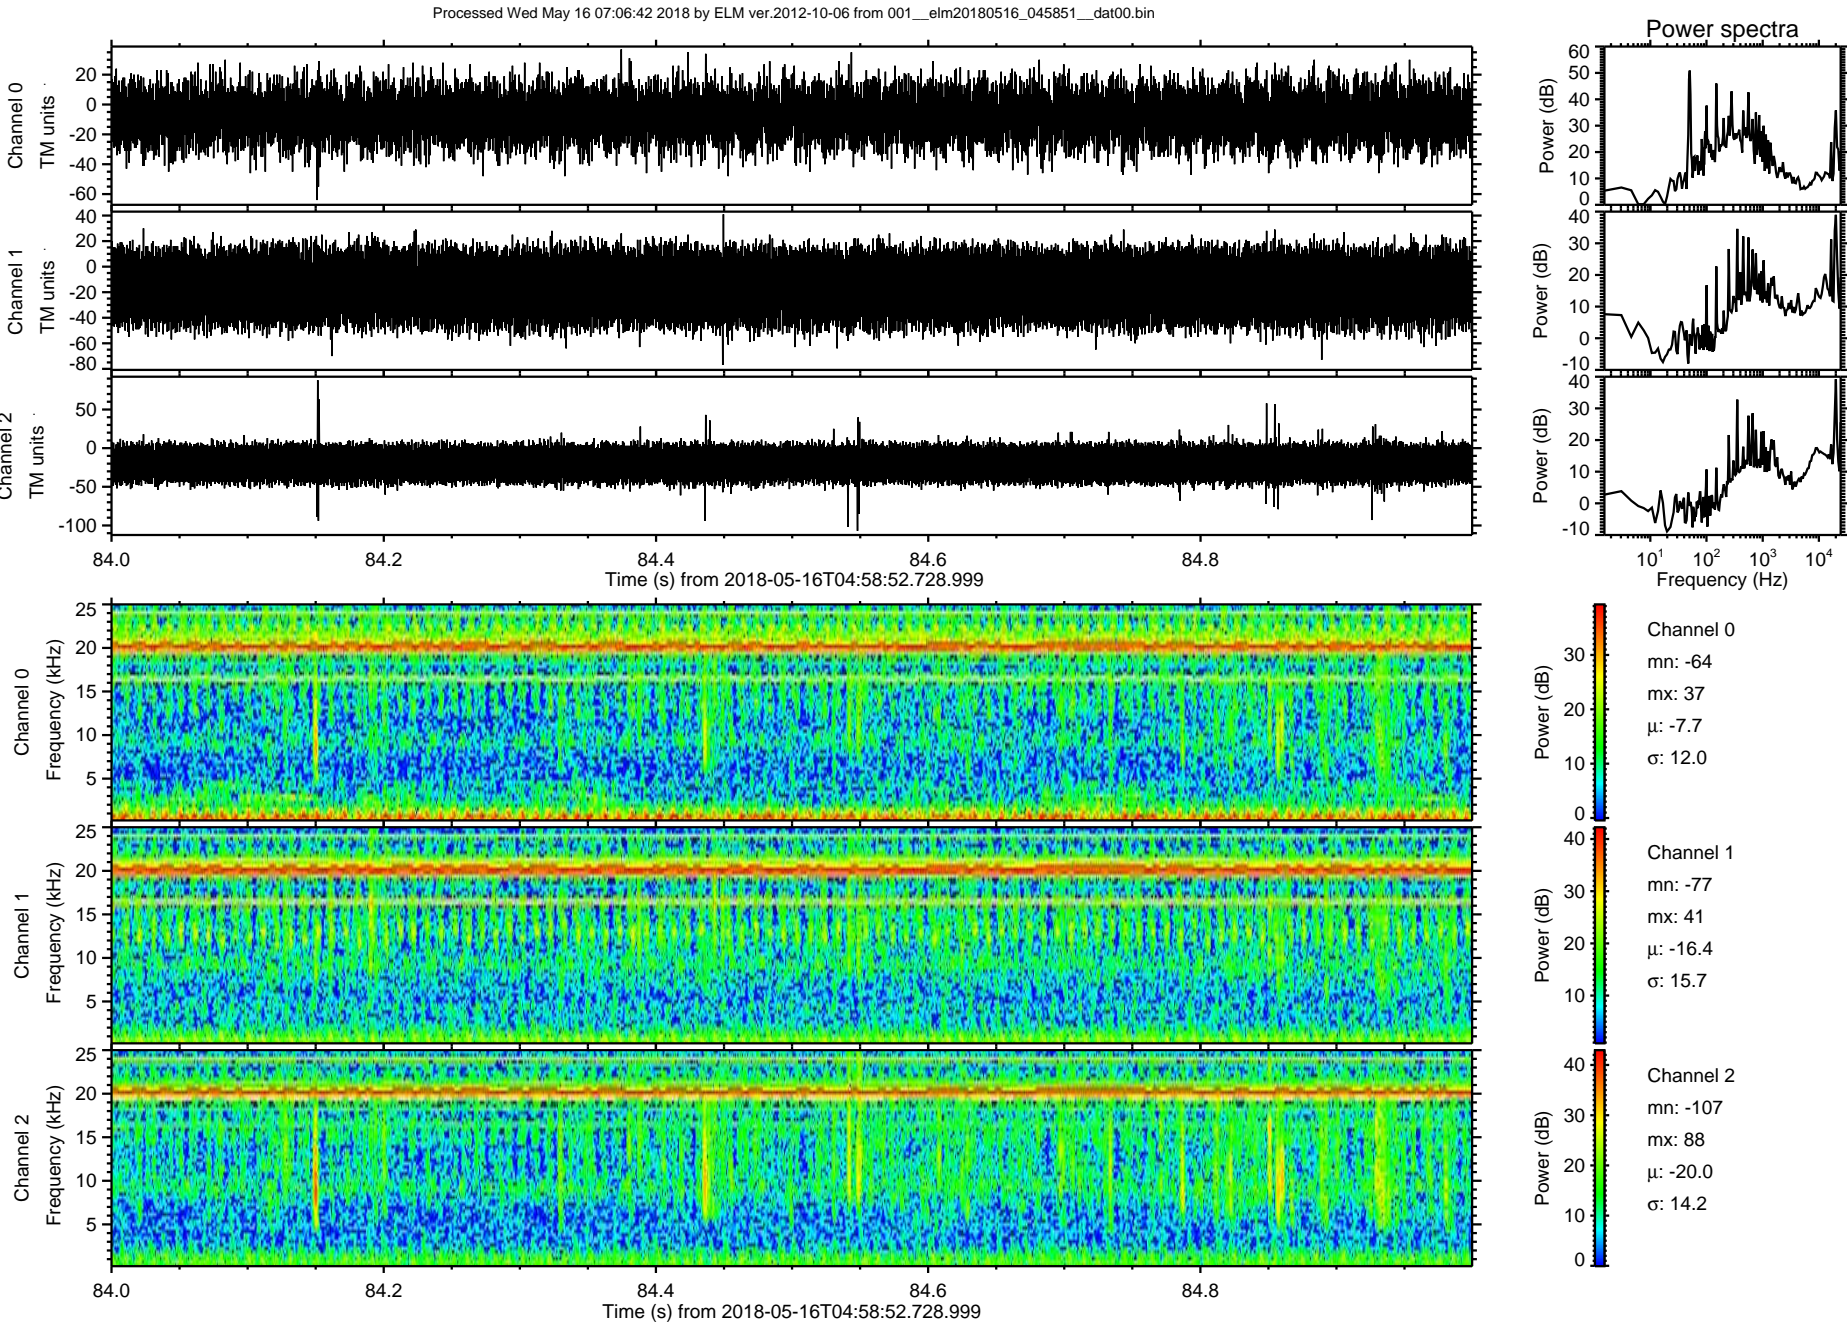 Processed Wed May 16 07:06:42 2018 by ELM ver.2012-10-06 from 001__elm20180516_045851__dat00.bin
Power spectra
Channel 0
TM units
20
0
-20
-40
-60
Power (dB)
60
50
40
30
20
10
0
Channel 1
TM units
40
20
0
-20
-40
-60
-80
Power (dB)
40
30
20
10
0
-10
Channel 2
TM units
50
0
-50
-100
Power (dB)
40
30
20
10
0
-10
84.0 84.2 84.4 84.6 84.8
Time (s) from 2018-05-16T04:58:52.728.999
10^1 10^2 10^3 10^4
Frequency (Hz)
Channel 0
Frequency (kHz)
25
20
15
10
5
Power (dB)
30
20
10
0
Channel 0
mn: -64
mx: 37
μ: -7.7
σ: 12.0
Channel 1
Frequency (kHz)
25
20
15
10
5
Power (dB)
40
30
20
10
Channel 1
mn: -77
mx: 41
μ: -16.4
σ: 15.7
Channel 2
Frequency (kHz)
25
20
15
10
5
Power (dB)
40
30
20
10
0
Channel 2
mn: -107
mx: 88
μ: -20.0
σ: 14.2
84.0 84.2 84.4 84.6 84.8
Time (s) from 2018-05-16T04:58:52.728.999